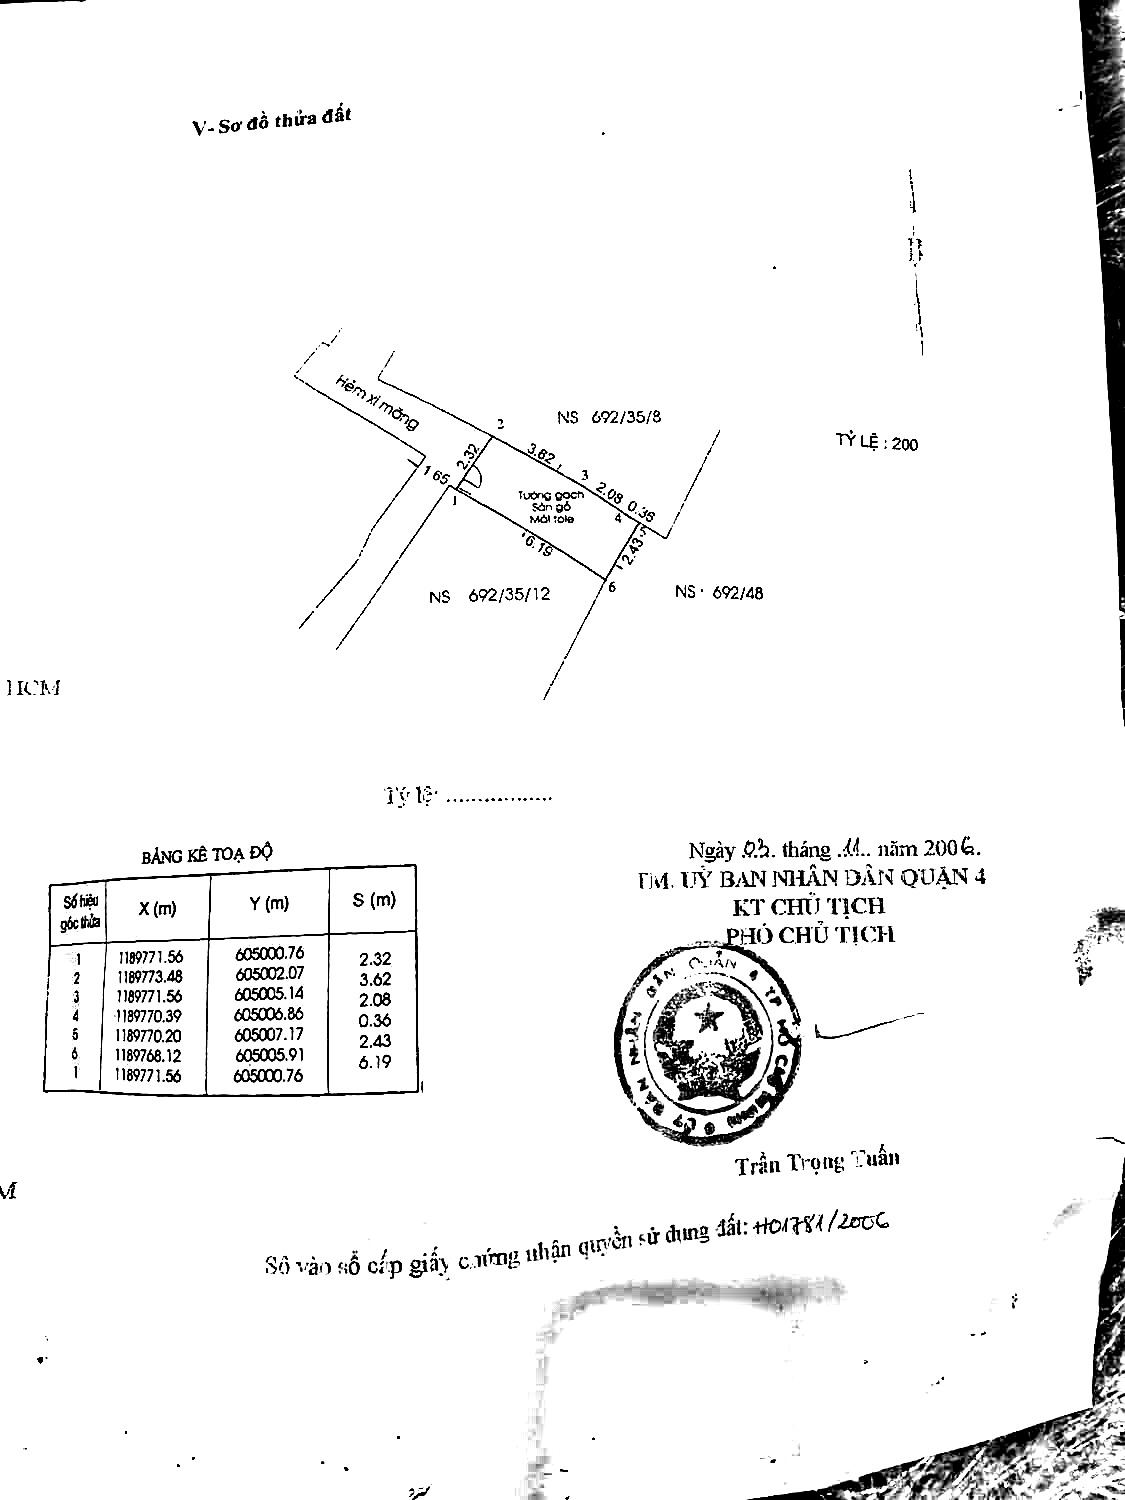 V- Sơ đồ thửa đất
B
Hẻm xi măng
2
NS 692/35/8
TỶ LỆ : 200
2.32
3.62
3
1 65
1
2.08
0.36
Tường gạch
Sàn gỗ
Mái tole
4
6.19
2.43
6
NS 692/35/12
NS 692/48
HCM
Tỷ lệ: .................
BẢNG KÊ TOẠ ĐỘ
Số hiệu góc thửa X (m) Y (m) S (m)
1 1189771.56 605000.76
2.32
2 1189773.48 605002.07
3.62
3 1189771.56 605005.14
2.08
4 1189770.39 605006.86
0.36
5 1189770.20 605007.17
2.43
6 1189768.12 605005.91
6.19
1 1189771.56 605000.76
Ngày .03. tháng .11.. năm 2006.
TM. UỶ BAN NHÂN DÂN QUẬN 4
KT CHỦ TỊCH
PHÓ CHỦ TỊCH
ỦY BAN NHÂN DÂN QUẬN 4 TP HỒ CHÍ MINH
Trần Trọng Tuấn
M
Số vào sổ cấp giấy chứng nhận quyền sử dụng đất: H01781/2006